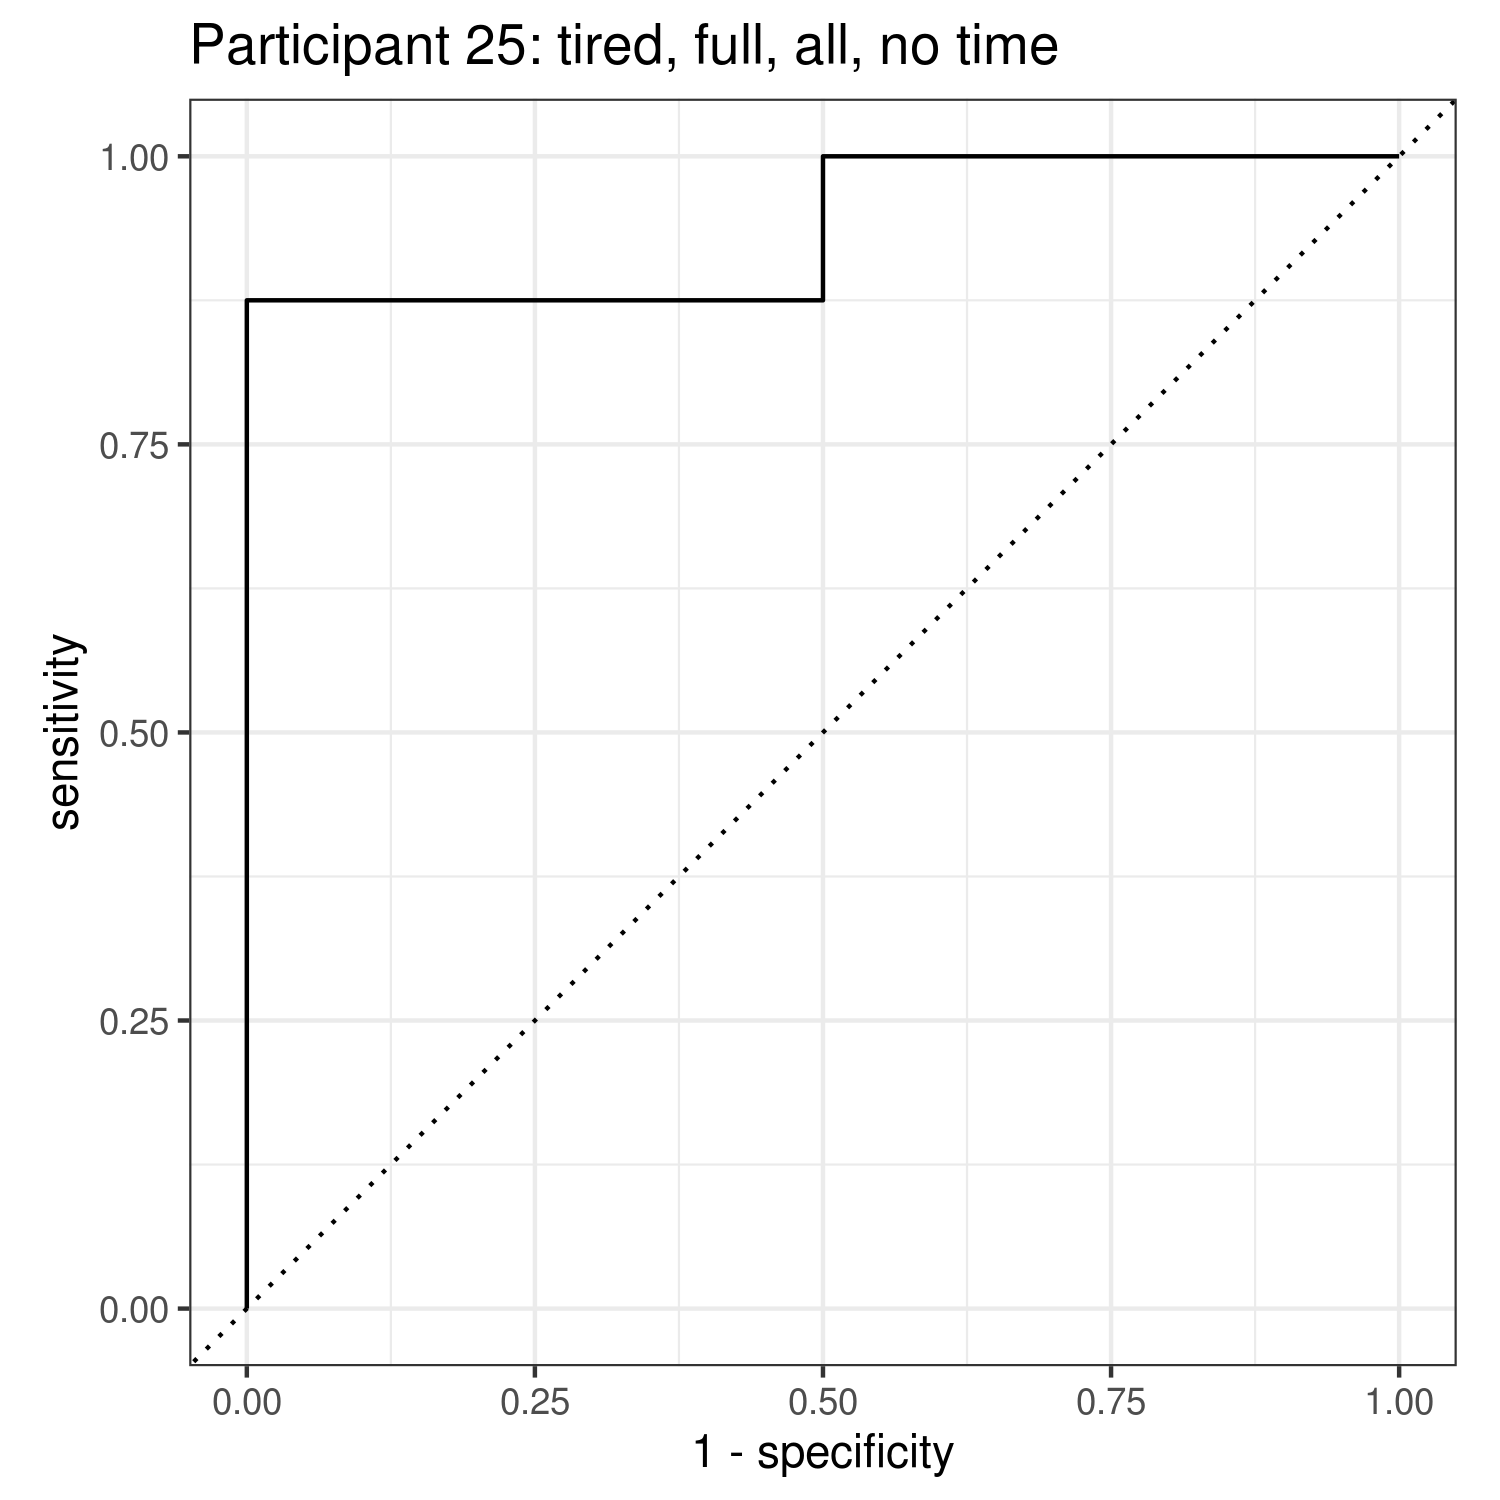 Participant 25: tired, full, all, no time
1.00
0.75
0.50
0.25
0.00
sensitivity
0.00 0.25 0.50 0.75 1.00
1 - specificity